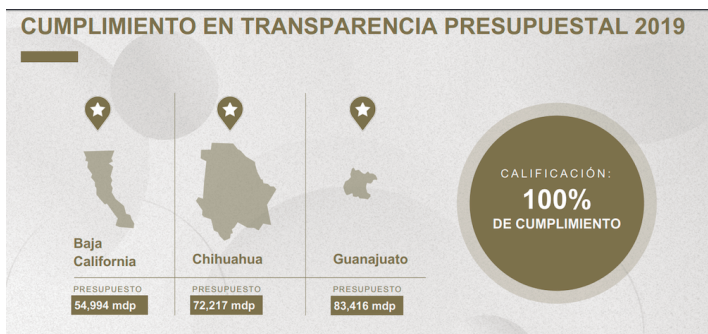 CUMPLIMIENTO EN TRANSPARENCIA PRESUPUESTAL 2019
Baja
California
PRESUPUESTO
54,994 mdp
Chihuahua
PRESUPUESTO
72,217 mdp
Guanajuato
PRESUPUESTO
83,416 mdp
CALIFICACIÓN:
100%
DE CUMPLIMIENTO